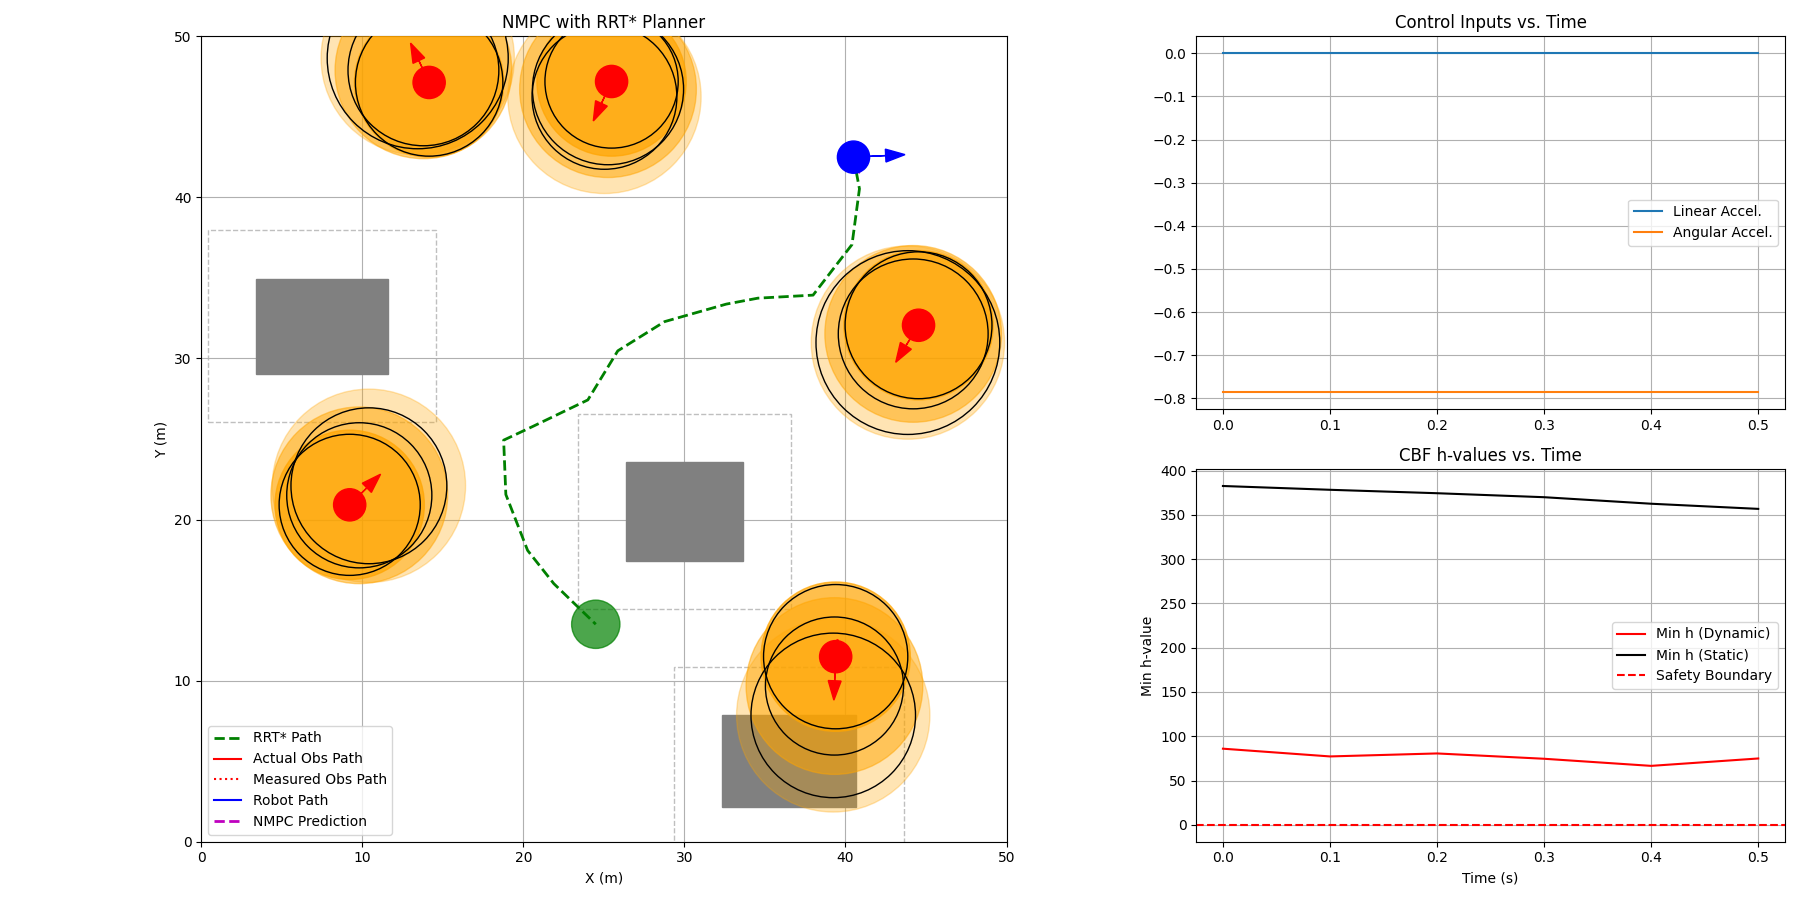 NMPC with RRT* Planner
50
40
30
20
10
0
Y (m)
0 10 20 30 40 50
X (m)
RRT* Path
Actual Obs Path
Measured Obs Path
Robot Path
NMPC Prediction
Control Inputs vs. Time
0.0
−0.1
−0.2
−0.3
−0.4
−0.5
−0.6
−0.7
−0.8
0.0 0.1 0.2 0.3 0.4 0.5
Linear Accel.
Angular Accel.
CBF h-values vs. Time
400
350
300
250
200
150
100
50
0
Min h-value
0.0 0.1 0.2 0.3 0.4 0.5
Time (s)
Min h (Dynamic)
Min h (Static)
Safety Boundary